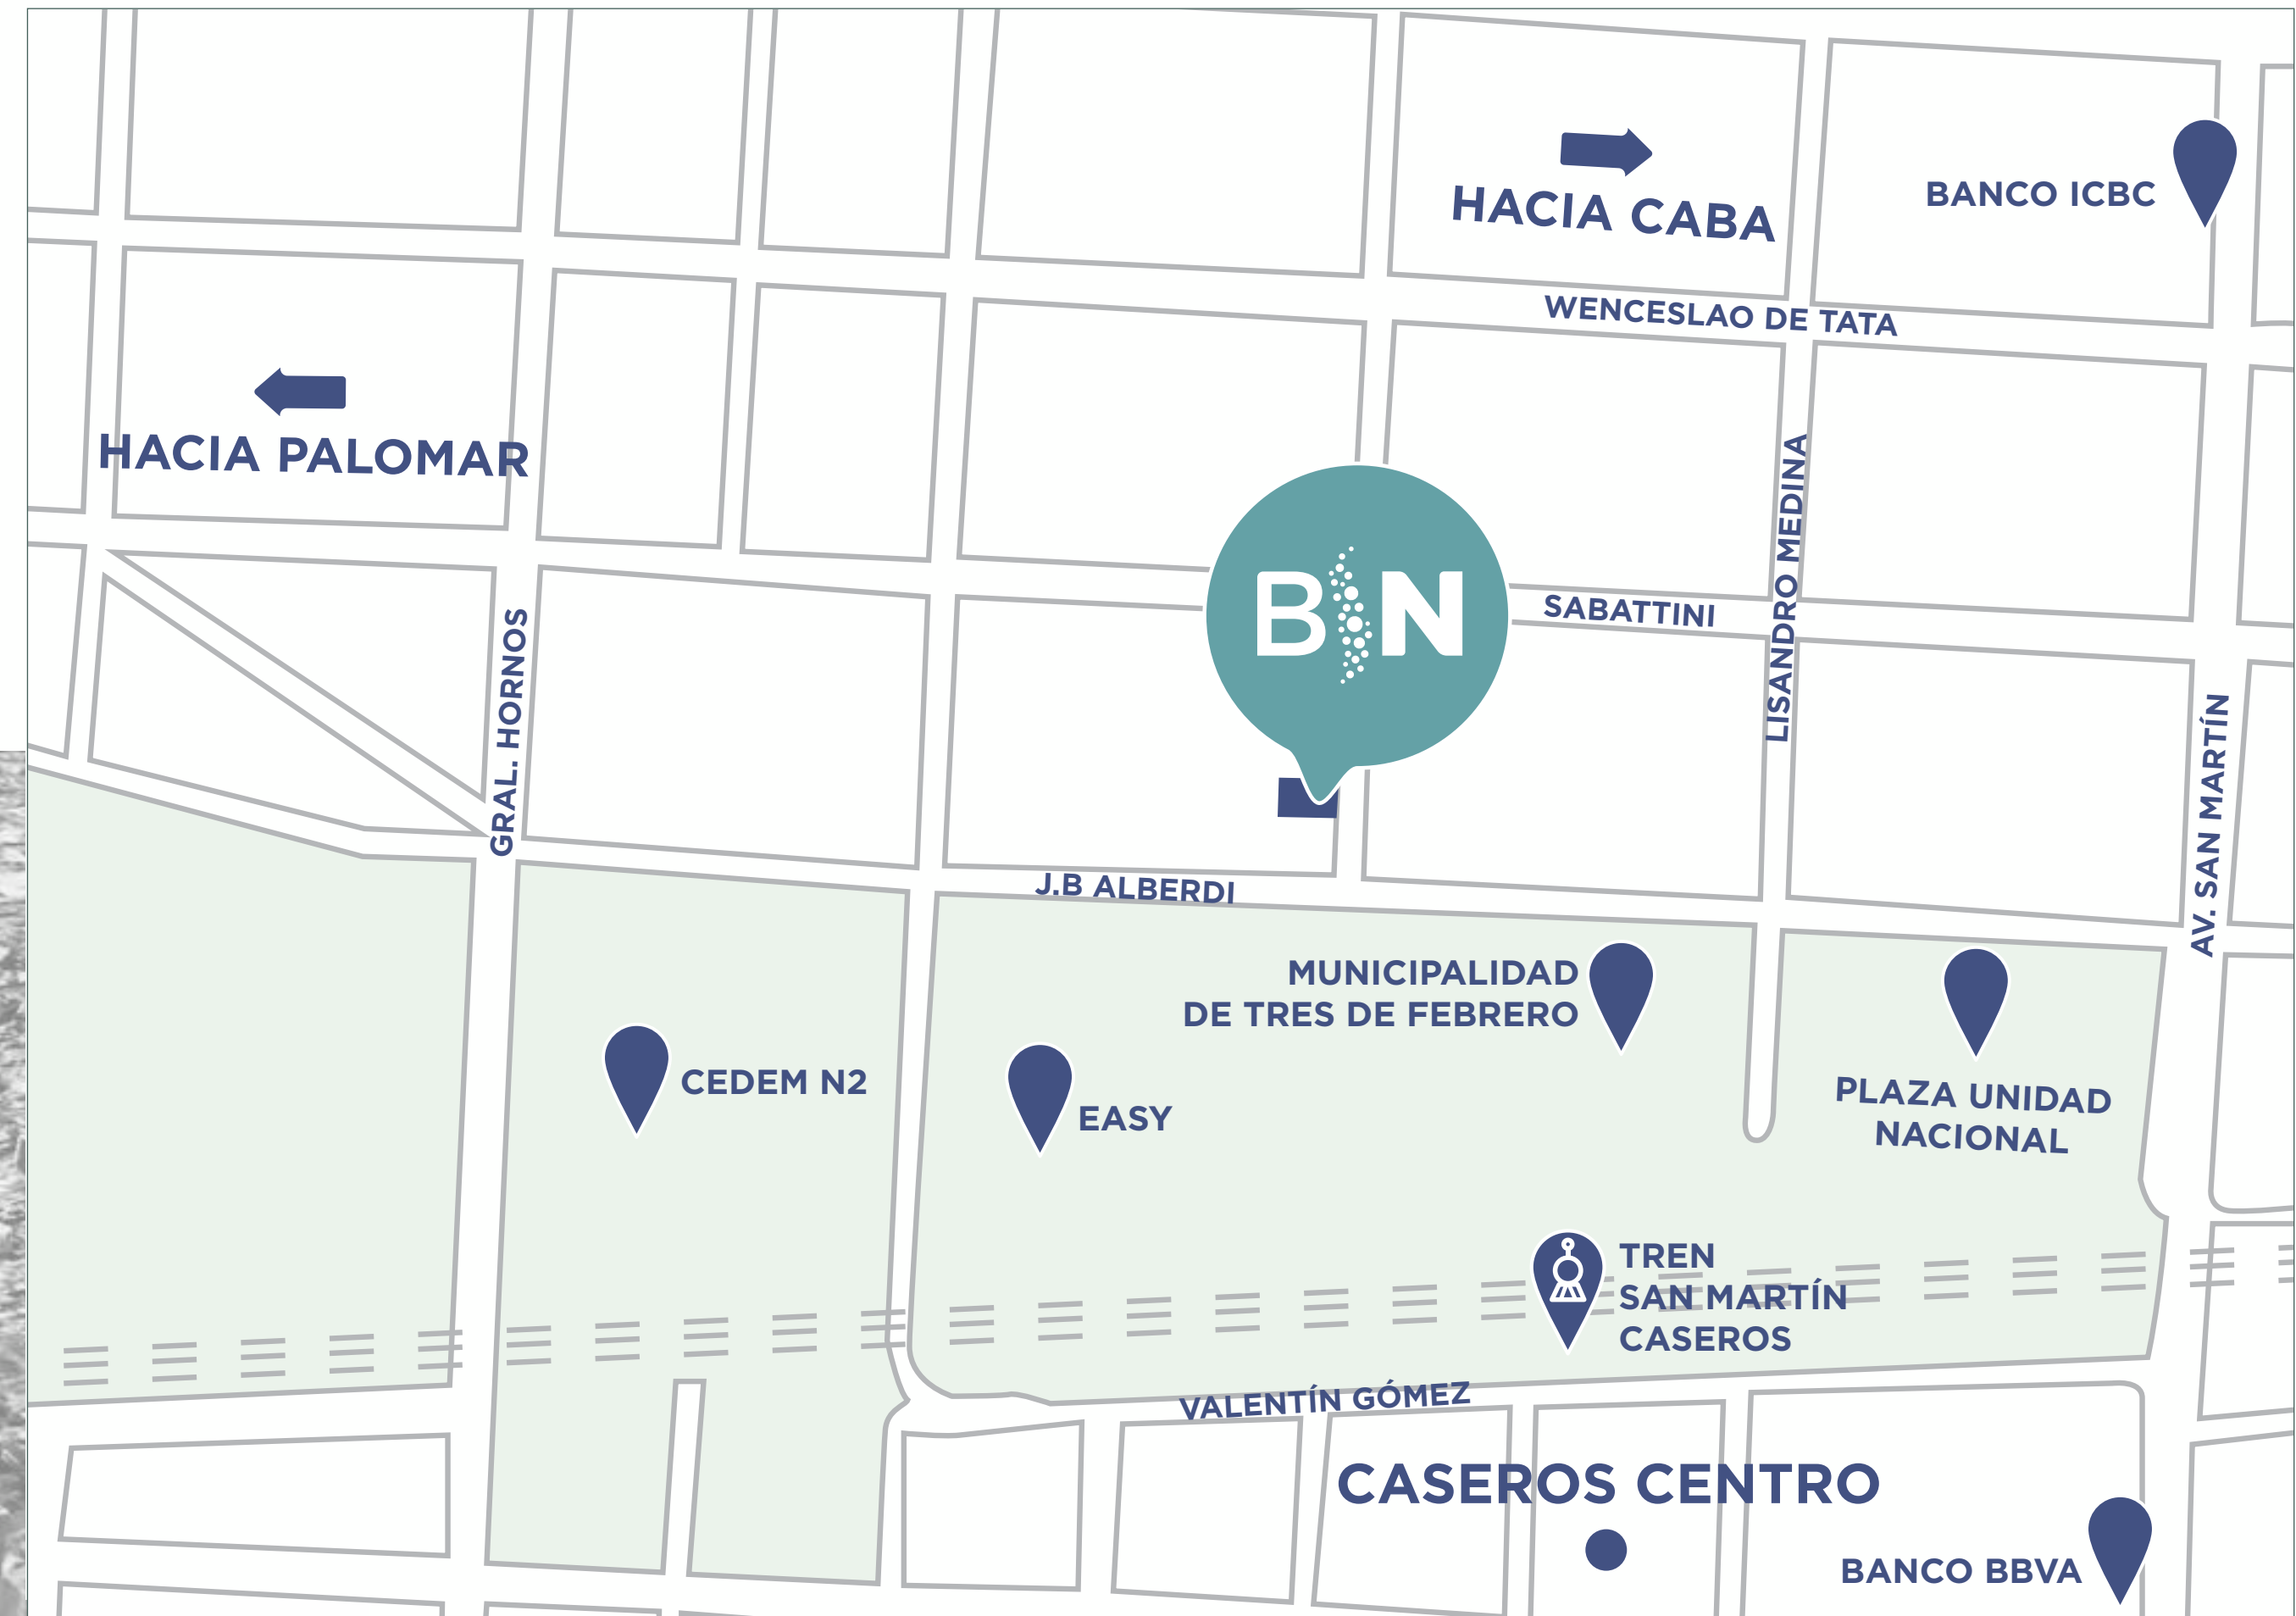 HACIA CABA
BANCO ICBC
WENCESLAO DE TATA
HACIA PALOMAR
LISANDRO MEDINA
B N
SABATTINI
GRAL. HORNOS
AV. SAN MARTÍN
J.B ALBERDI
MUNICIPALIDAD
DE TRES DE FEBRERO
CEDEM N2
EASY
PLAZA UNIDAD
NACIONAL
TREN
SAN MARTÍN
CASEROS
VALENTÍN GÓMEZ
CASEROS CENTRO
BANCO BBVA